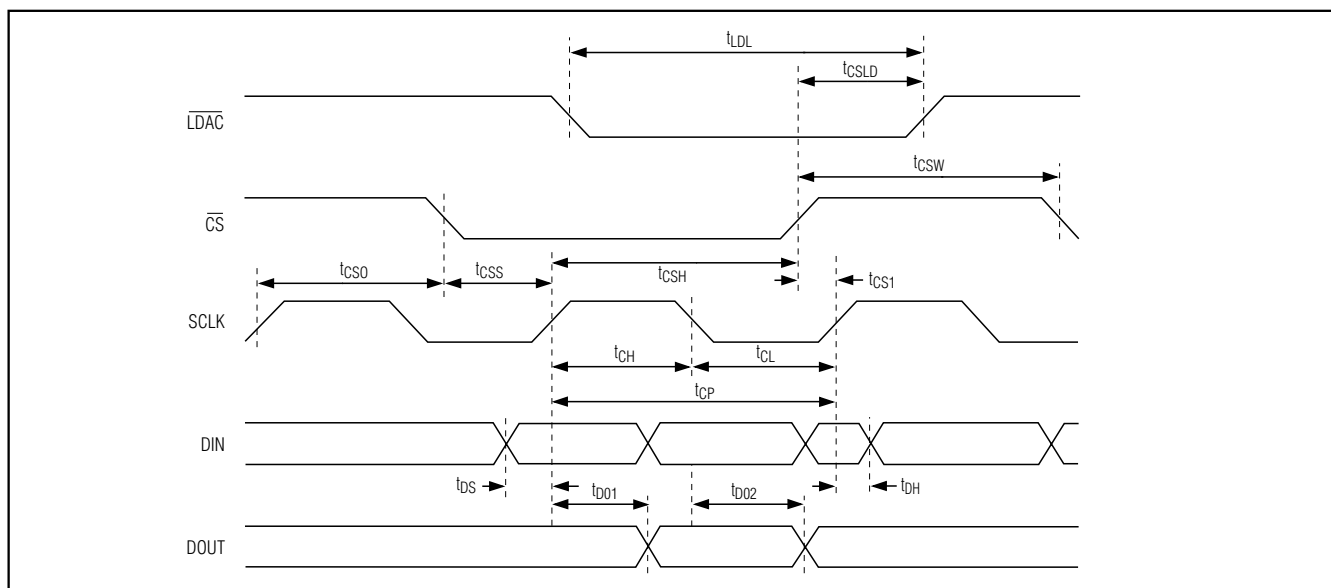 tLDL
tCSLD
LDAC
tCSW
CS
tCSO tCSS tCSH tCS1
SCLK
tCH tCL
tCP
DIN
tDS tDO1 tDO2 tDH
DOUT